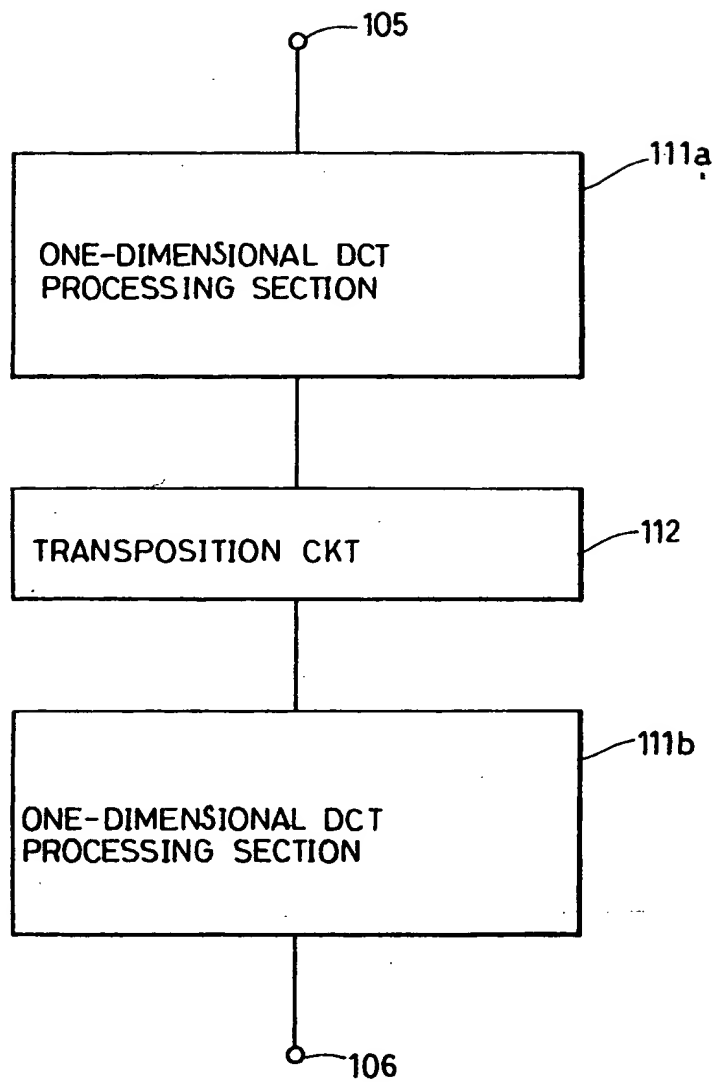 105
111a
ONE-DIMENSIONAL DCT
PROCESSING SECTION
112
TRANSPOSITION CKT
111b
ONE-DIMENSIONAL DCT
PROCESSING SECTION
106